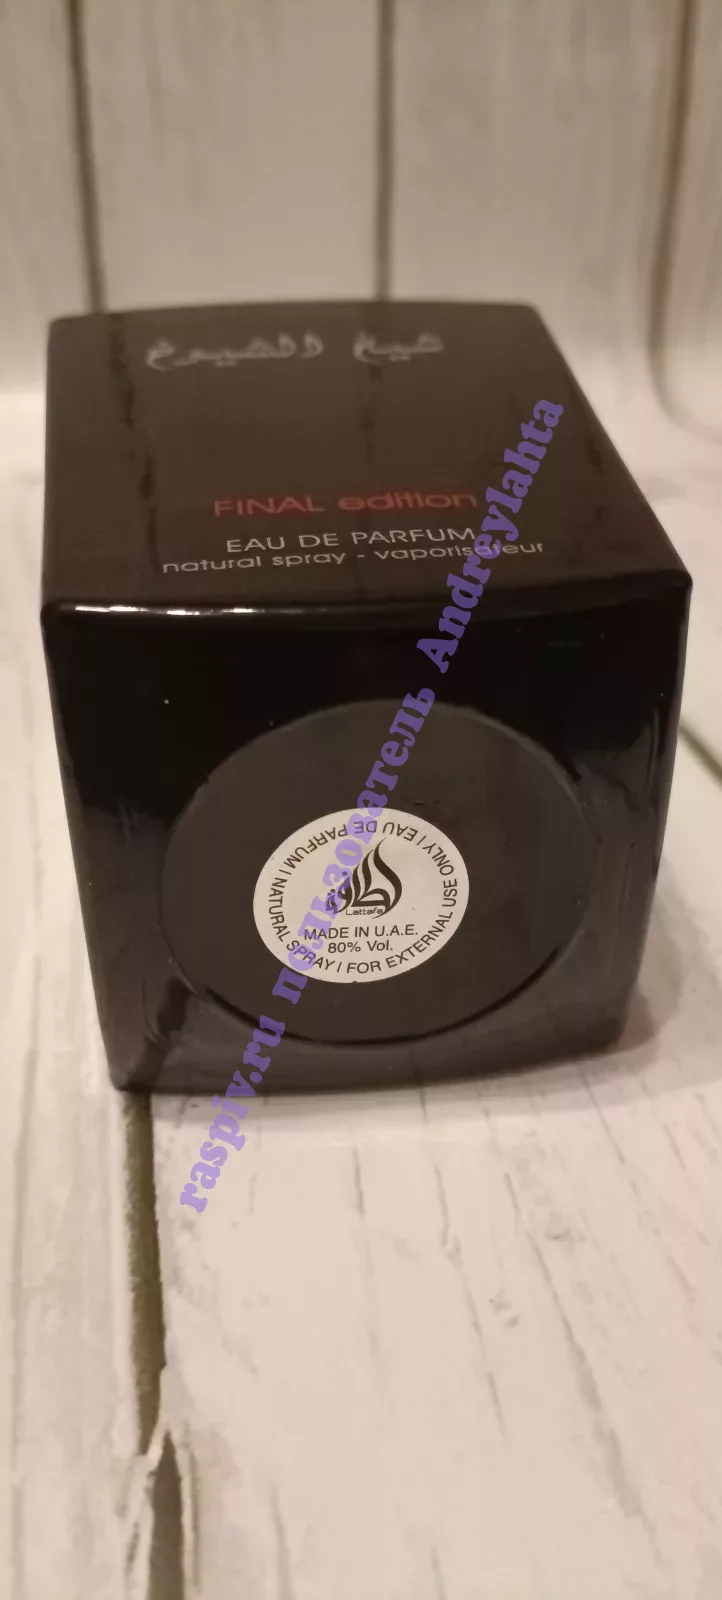 شيخ الشيوخ
FINAL edition
EAU DE PARFUM
natural spray - vaporisateur
EAU DE PARFUM / NATURAL SPRAY / FOR EXTERNAL USE ONLY /
Lattafa
MADE IN U.A.E.
80% Vol.
raspiv.ru пользователь Andreylahta